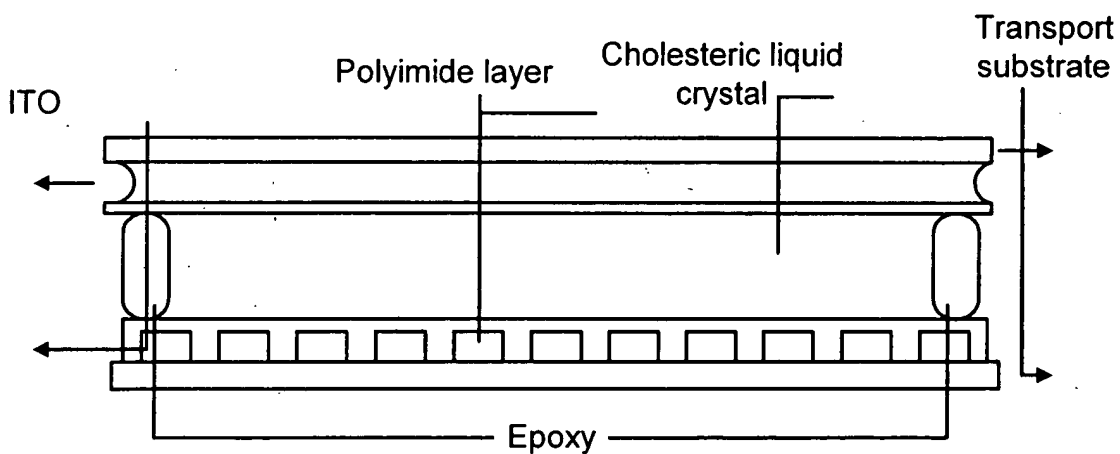 Transport
substrate
Cholesteric liquid
crystal
Polyimide layer
ITO
Epoxy